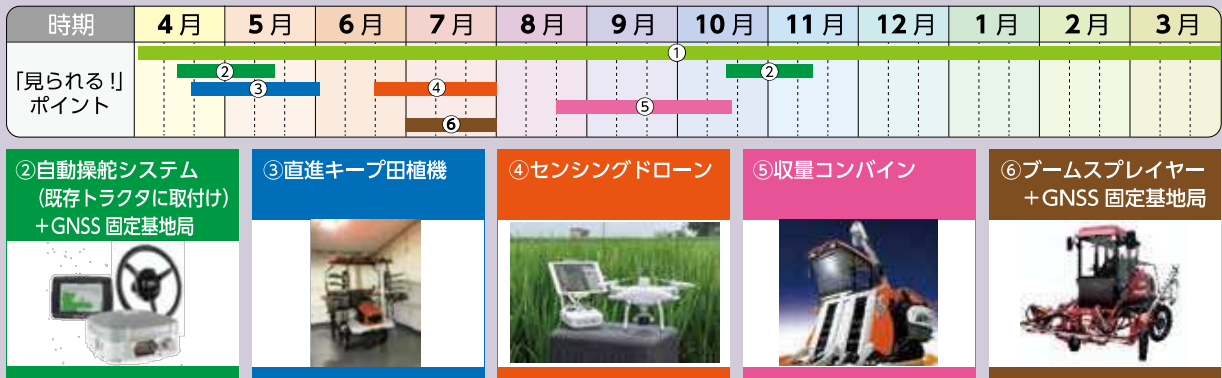 時期 4月 5月 6月 7月 8月 9月 10月 11月 12月 1月 2月 3月
①
② ②
「見られる!」 ③ ④
ポイント ⑤
⑥
②自動操舵システム
(既存トラクタに取付け)
+GNSS 固定基地局
③直進キープ田植機
④センシングドローン
⑤収量コンバイン
⑥ブームスプレイヤー
+GNSS 固定基地局